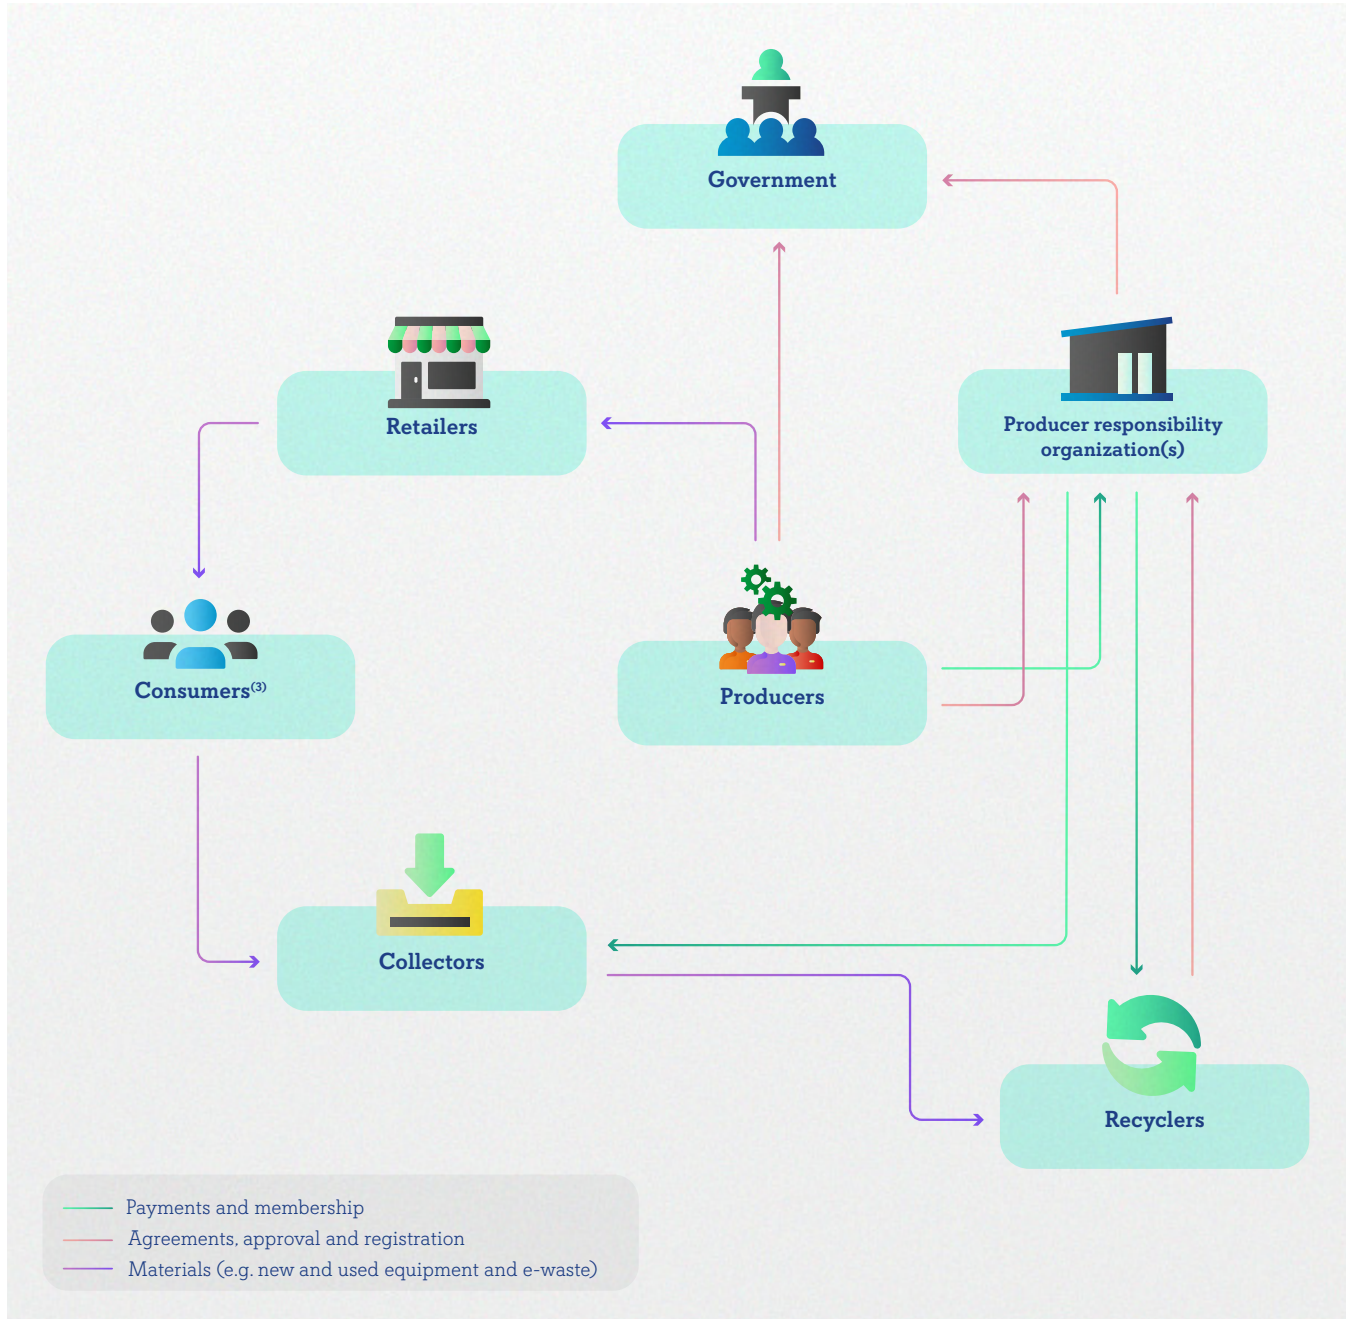 Government
Retailers
Producer responsibility
organization(s)
Consumers(3)
Producers
Collectors
Recyclers
Payments and membership
Agreements, approval and registration
Materials (e.g. new and used equipment and e-waste)